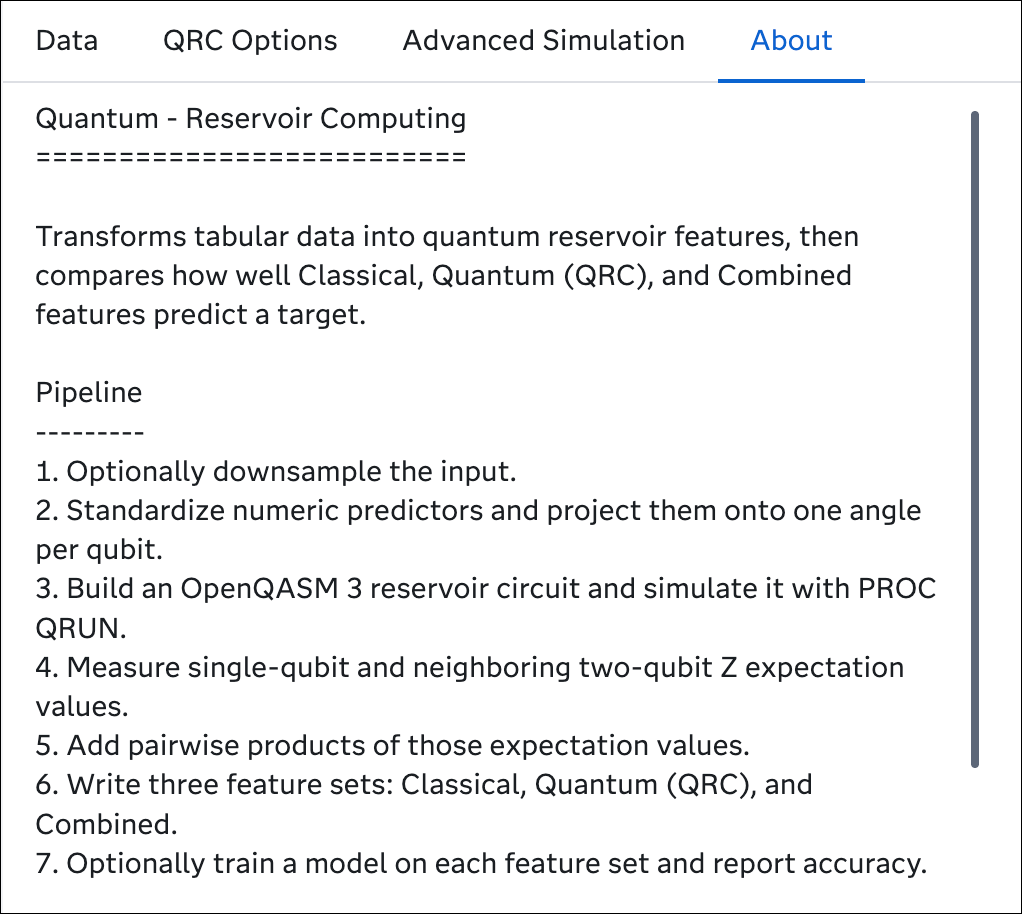 Data QRC Options Advanced Simulation About
Quantum - Reservoir Computing
==========================
Transforms tabular data into quantum reservoir features, then
compares how well Classical, Quantum (QRC), and Combined
features predict a target.
Pipeline
---------
1. Optionally downsample the input.
2. Standardize numeric predictors and project them onto one angle
per qubit.
3. Build an OpenQASM 3 reservoir circuit and simulate it with PROC
QRUN.
4. Measure single-qubit and neighboring two-qubit Z expectation
values.
5. Add pairwise products of those expectation values.
6. Write three feature sets: Classical, Quantum (QRC), and
Combined.
7. Optionally train a model on each feature set and report accuracy.